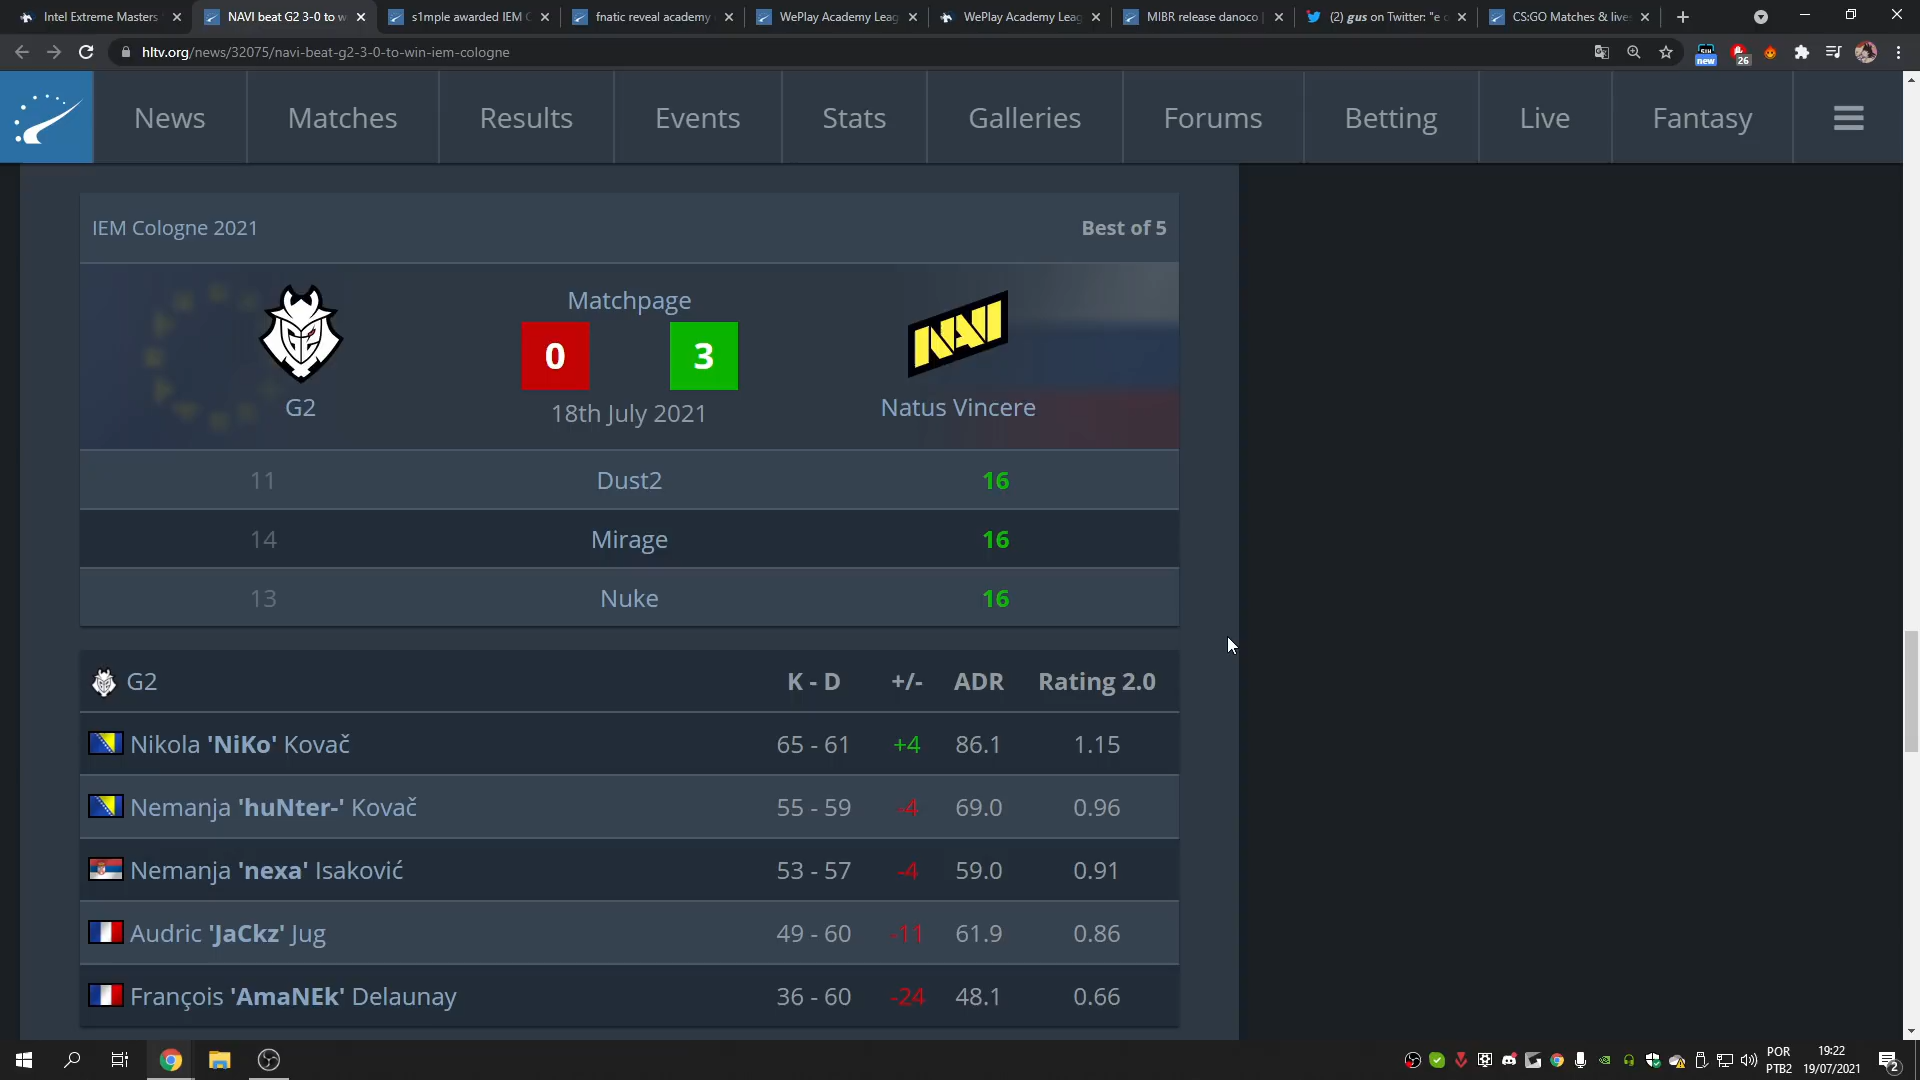 Intel Extreme Masters
NAVI beat G2 3-0 to w
s1mple awarded IEM C
fnatic reveal academy
WePlay Academy Leag
WePlay Academy Leag
MIBR release danoco |
(2) gus on Twitter: "e o
CS:GO Matches & live
hltv.org/news/32075/navi-beat-g2-3-0-to-win-iem-cologne
new
26
News Matches Results Events Stats Galleries Forums Betting Live Fantasy
IEM Cologne 2021 Best of 5
Matchpage
0 3
NAVI
G2 18th July 2021 Natus Vincere
11 Dust2 16
14 Mirage 16
13 Nuke 16
G2 K - D +/- ADR Rating 2.0
Nikola 'NiKo' Kovač 65 - 61 +4 86.1 1.15
Nemanja 'huNter-' Kovač 55 - 59 -4 69.0 0.96
Nemanja 'nexa' Isaković 53 - 57 -4 59.0 0.91
Audric 'JaCkz' Jug 49 - 60 -11 61.9 0.86
François 'AmaNEk' Delaunay 36 - 60 -24 48.1 0.66
POR
PTB2
19:22
19/07/2021
2